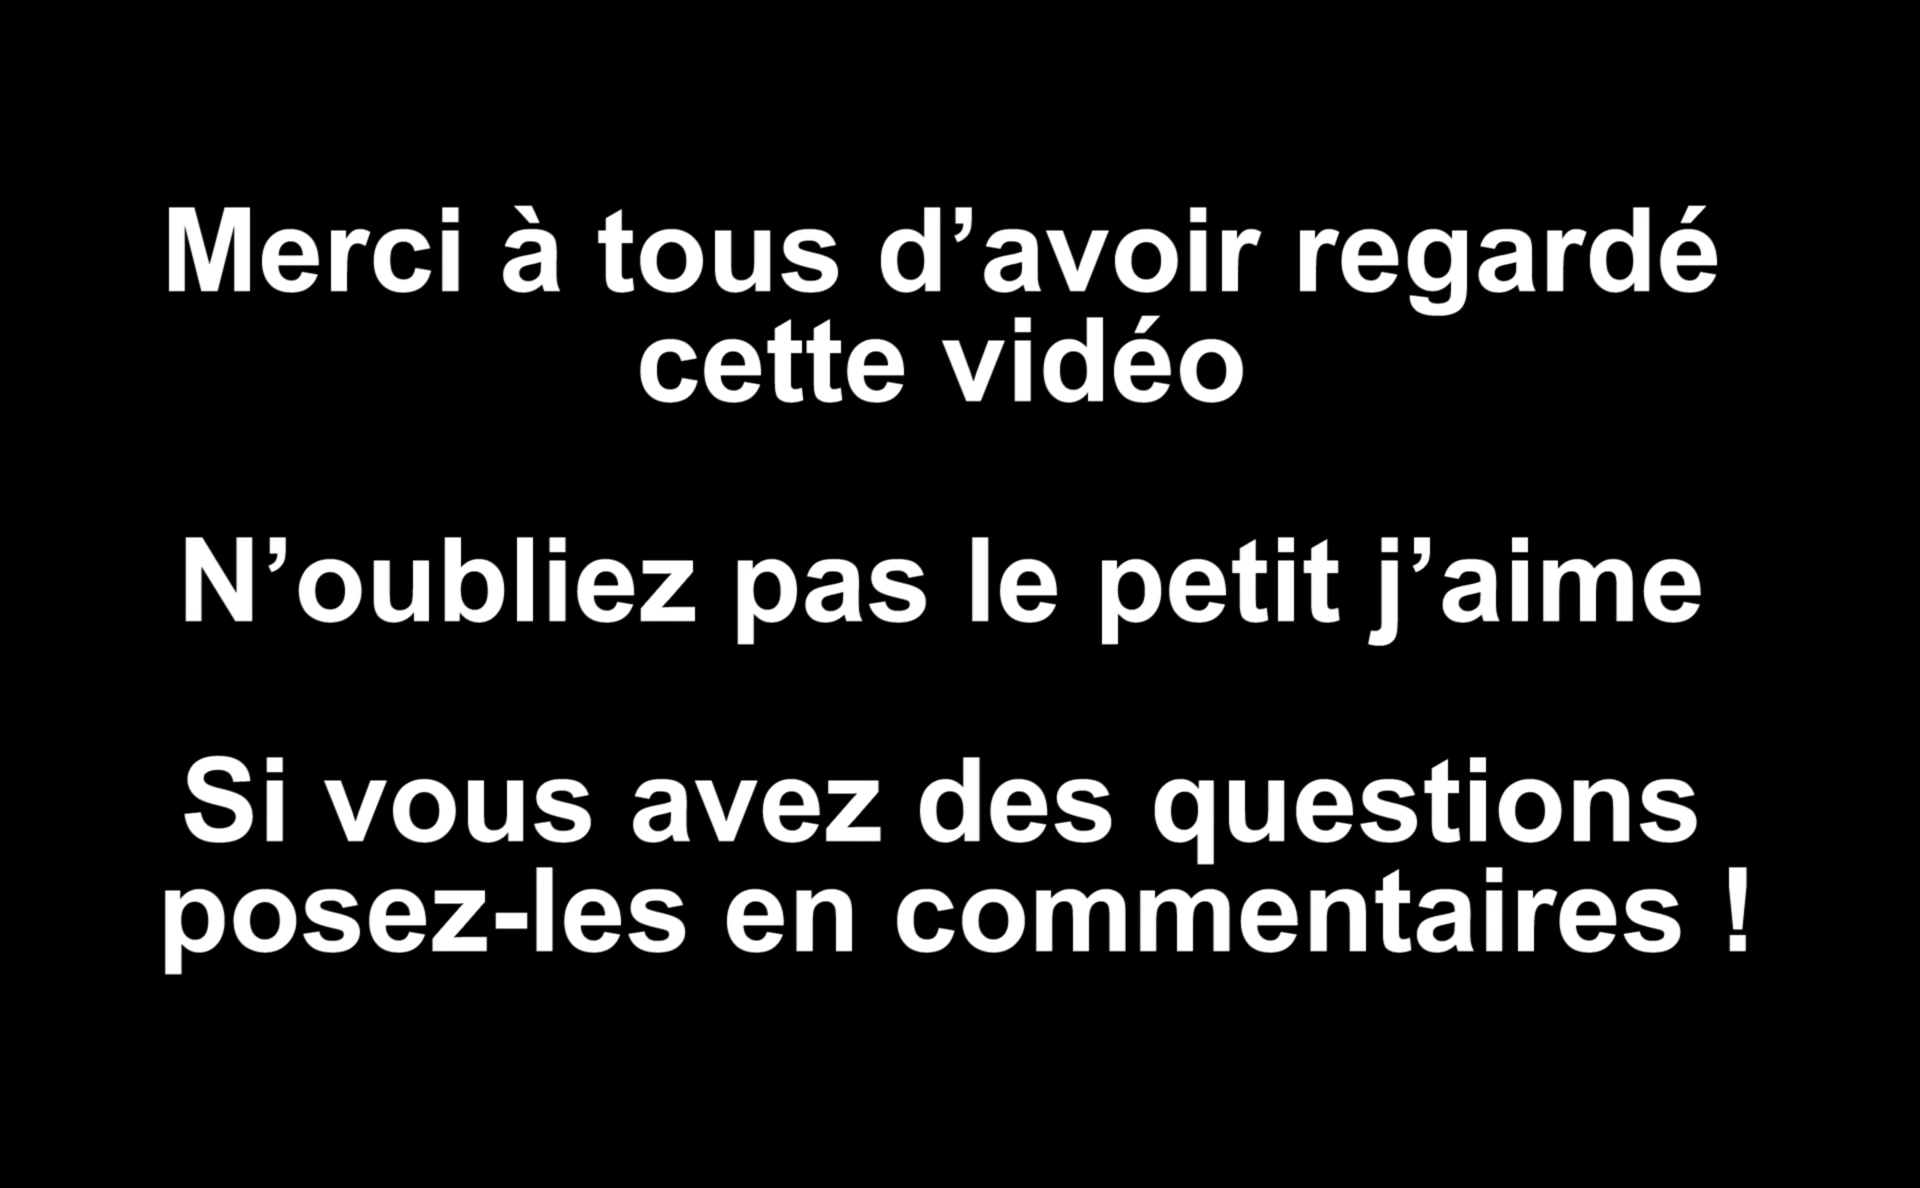 Merci à tous d’avoir regardé
cette vidéo
N’oubliez pas le petit j’aime
Si vous avez des questions
posez-les en commentaires !